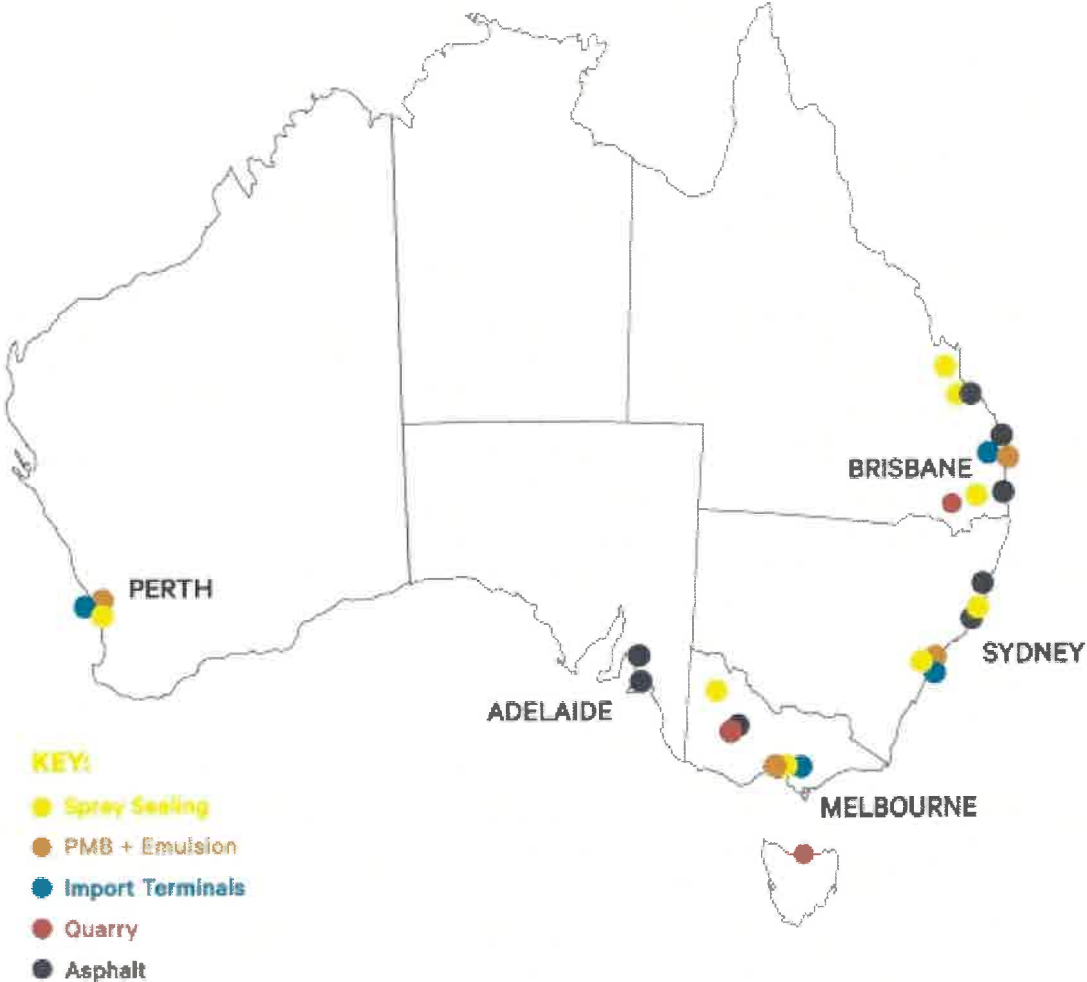 BRISBANE
PERTH
SYDNEY
ADELAIDE
MELBOURNE
KEY:
Spray Sealing
PMB + Emulsion
Import Terminals
Quarry
Asphalt